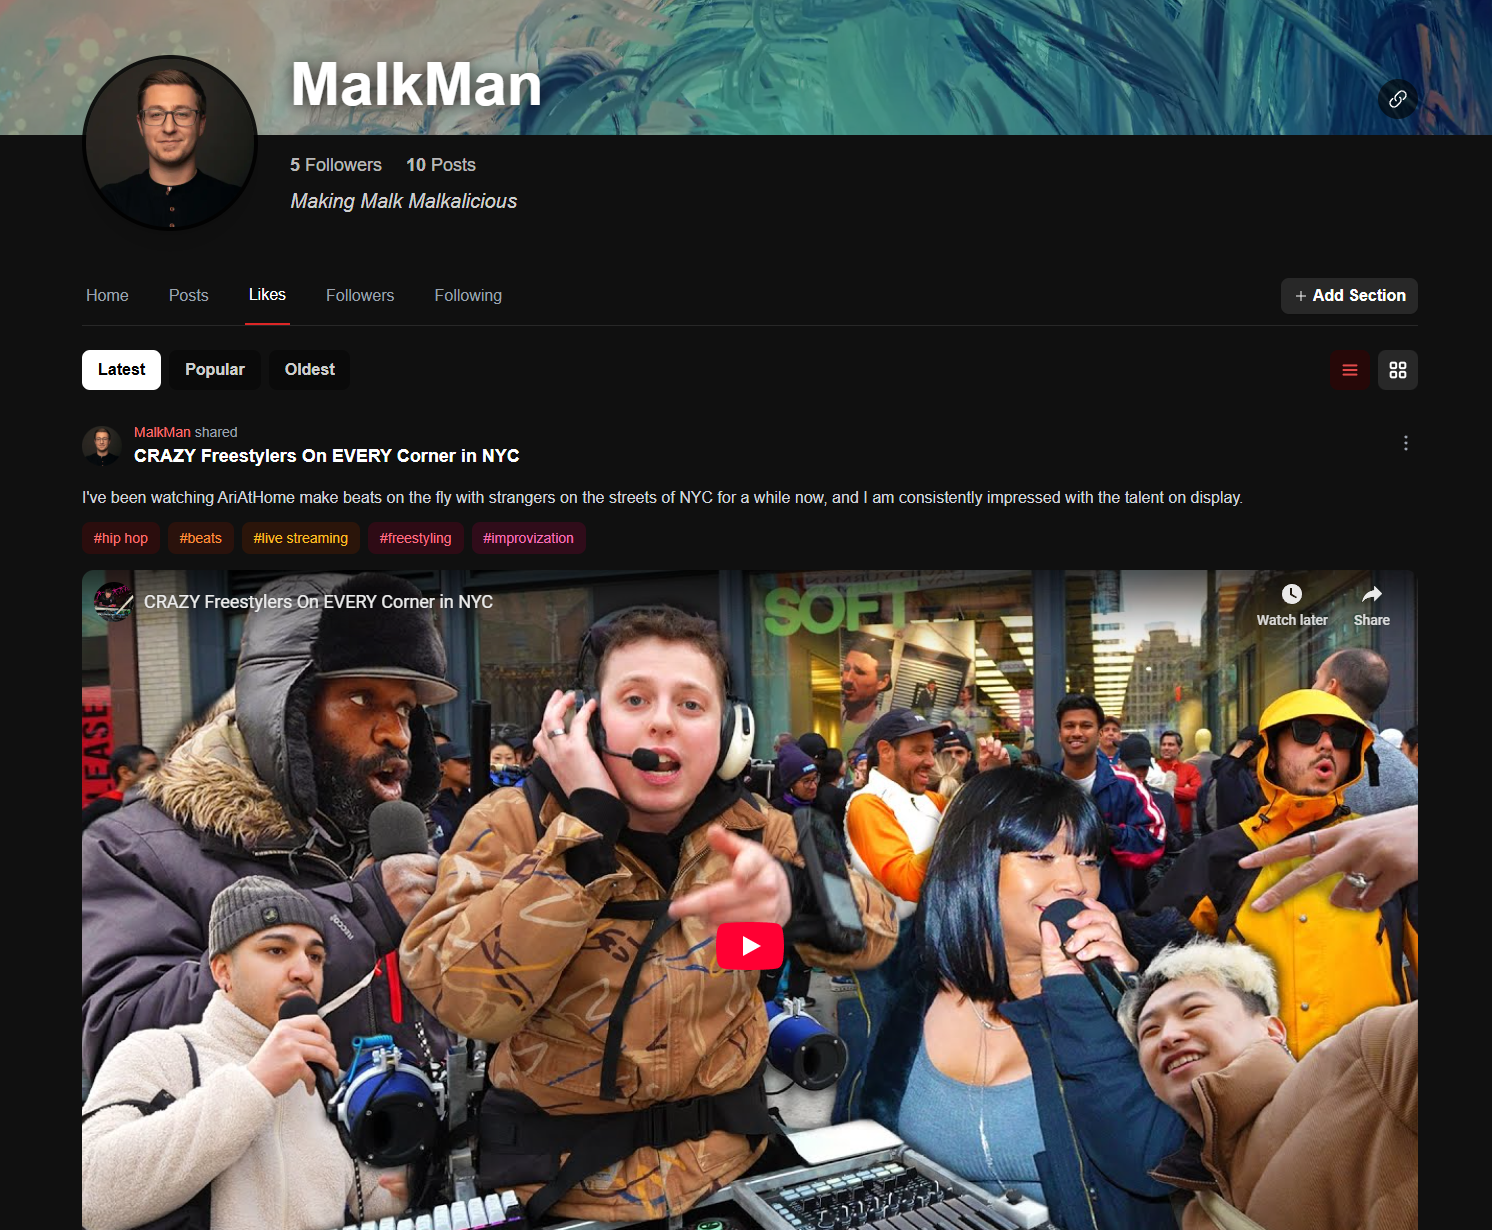 MalkMan
5 Followers 10 Posts
Making Malk Malkalicious
Home Posts Likes Followers Following
+ Add Section
Latest Popular Oldest
MalkMan shared
CRAZY Freestylers On EVERY Corner in NYC
I've been watching AriAtHome make beats on the fly with strangers on the streets of NYC for a while now, and I am consistently impressed with the talent on display.
#hip hop #beats #live streaming #freestyling #improvization
CRAZY Freestylers On EVERY Corner in NYC
Watch later Share
SOFT
LEASE
RECCO